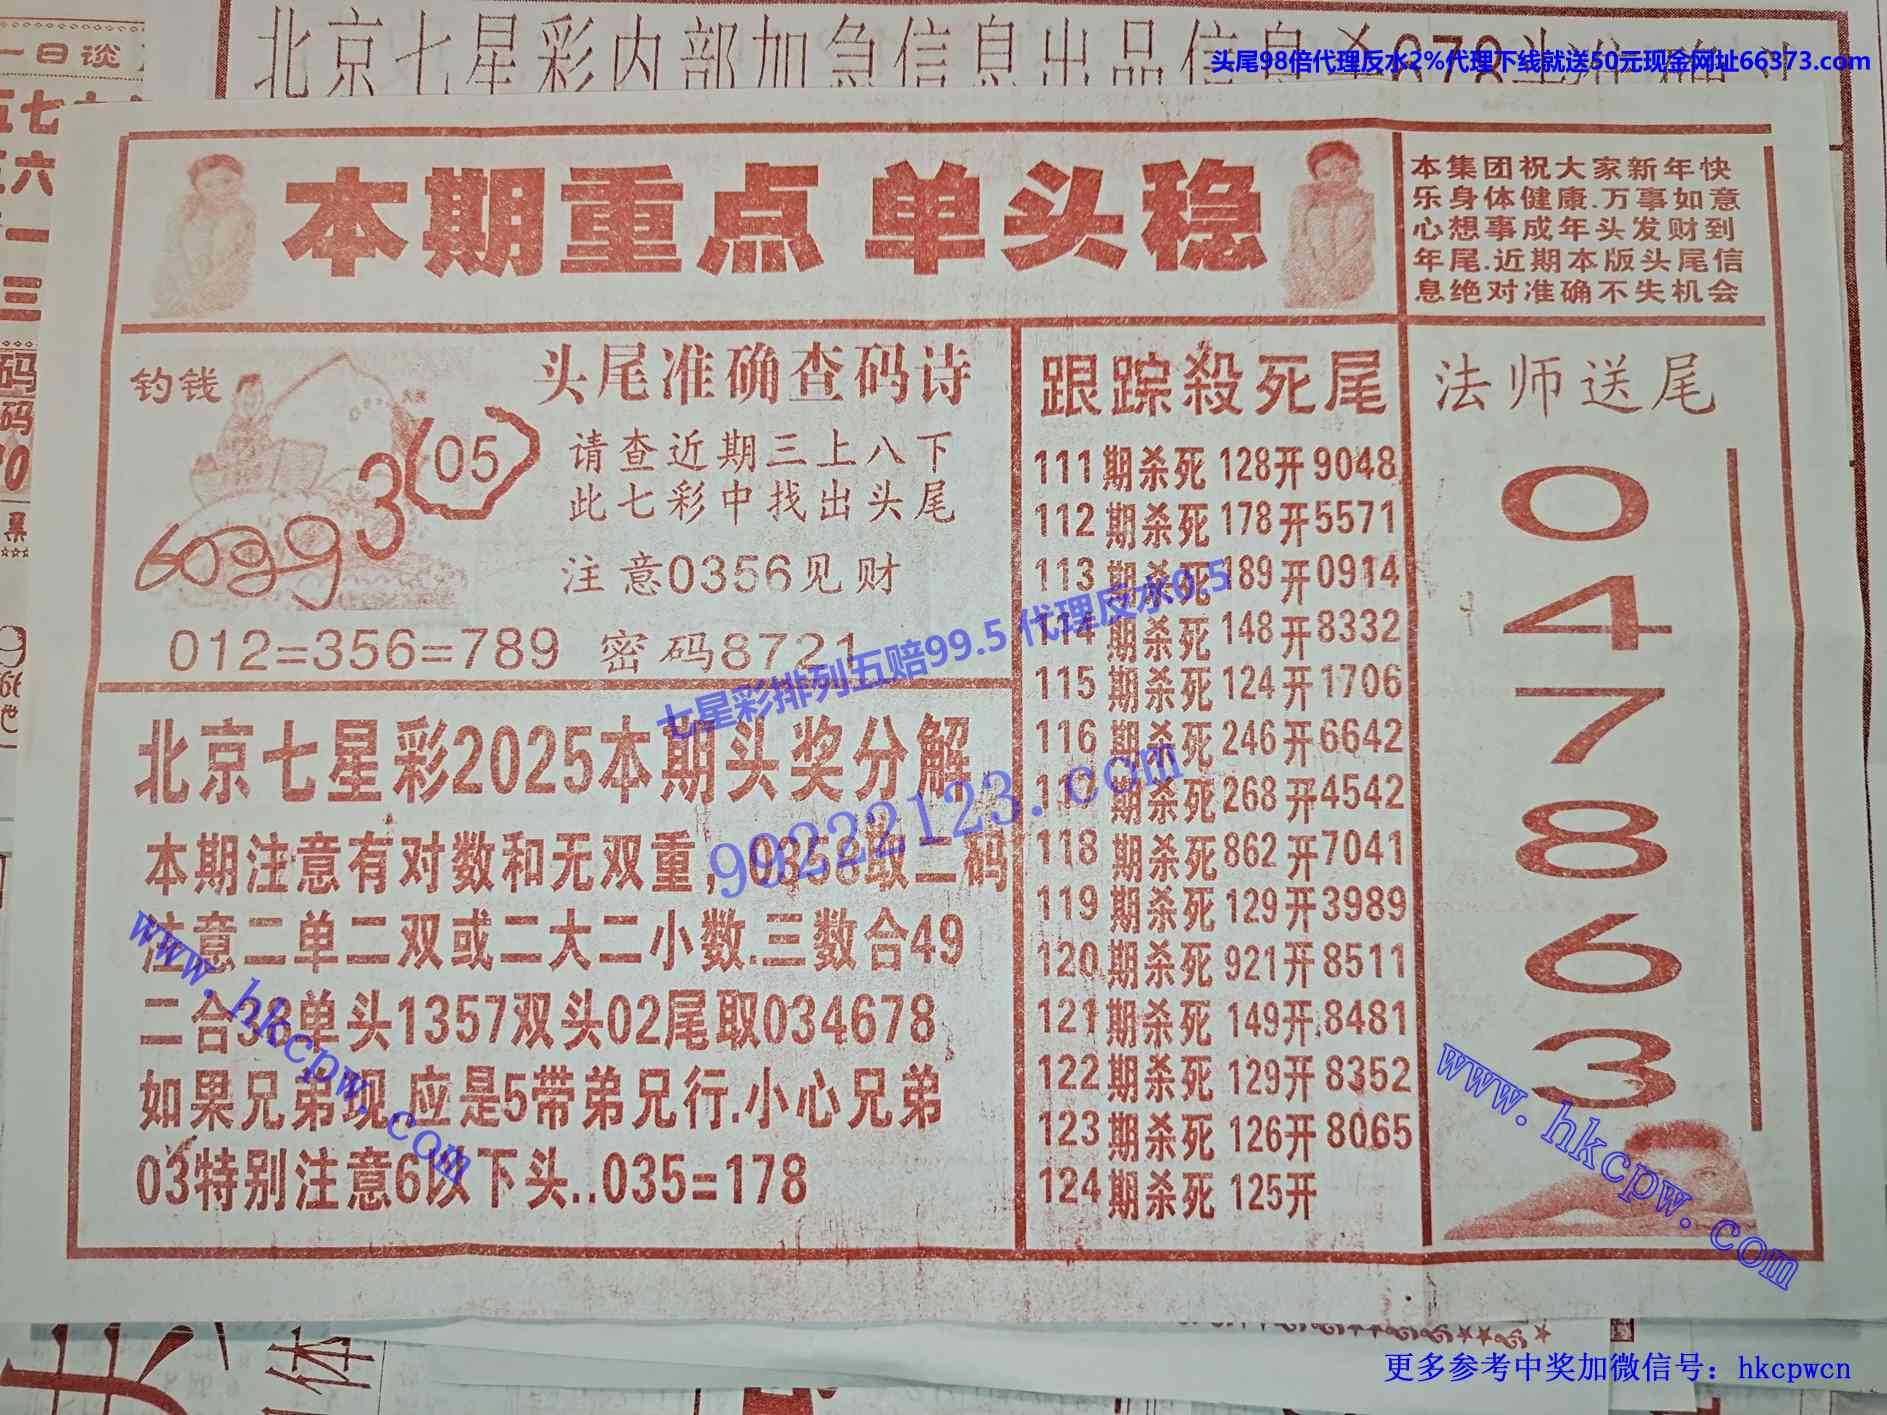 一日谈
北京七星彩内部加急信息出品信息杀678头准确
头尾98倍代理反水2%代理下线就送50元现金网址66373.com
本期重点 单头稳
本集团祝大家新年快
乐身体健康.万事如意
心想事成年头发财到
年尾.近期本版头尾信
息绝对准确不失机会
钓钱
头尾准确查码诗
请查近期三上八下
此七彩中找出头尾
注意0356见财
3
(05)
6099
012=356=789 密码8721
北京七星彩2025本期头奖分解
本期注意有对数和无双重,0358取二码
注意二单二双或二大二小数.三数合49
二合38单头1357双头02尾取034678
如果兄弟现.应是5带弟兄行.小心兄弟
03特别注意6以下头..035=178
跟踪殺死尾
111期杀死128开9048
112期杀死178开5571
113期杀死189开0914
114期杀死148开8332
115期杀死124开1706
116期杀死246开6642
117期杀死268开4542
118期杀死862开7041
119期杀死129开3989
120期杀死921开8511
121期杀死149开8481
122期杀死129开8352
123期杀死126开8065
124期杀死125开
法师送尾
0
4
7
8
6
3
七星彩排列五赔99.5 代理反水0.5
99222123.com
www.hkcpw.com
www.hkcpw.com
更多参考中奖加微信号：hkcpwcn